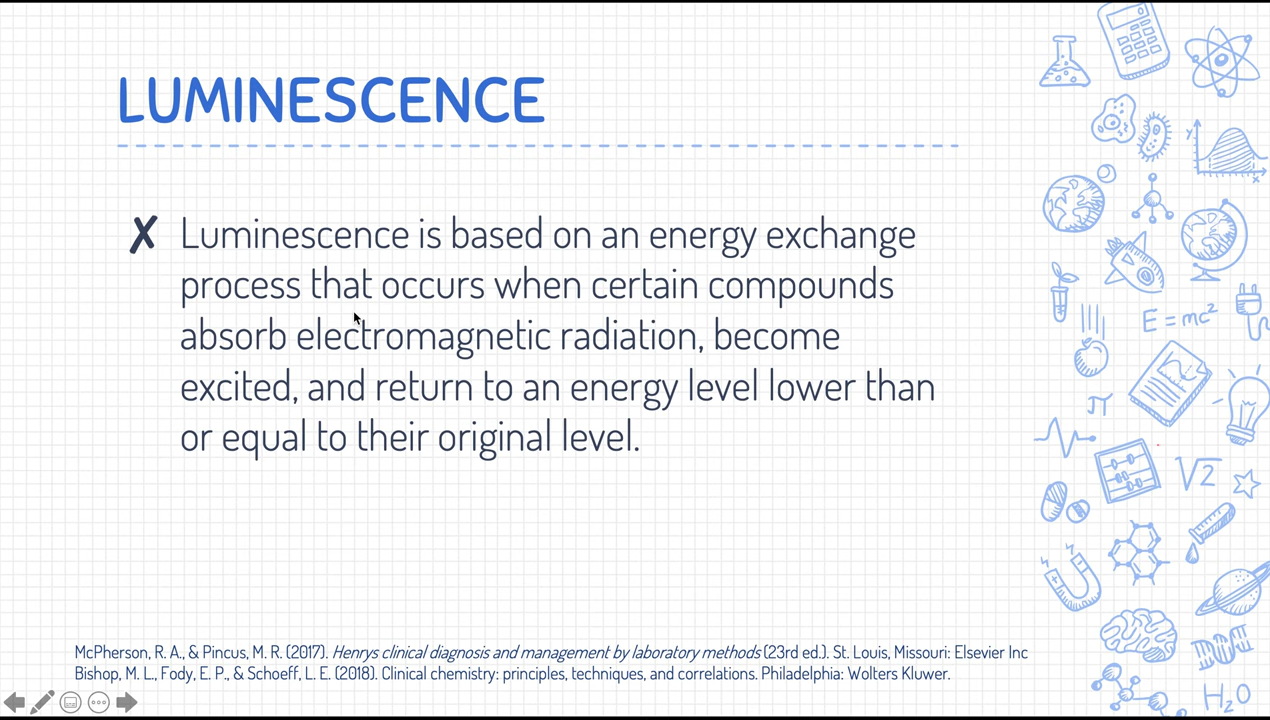 LUMINESCENCE
✗ Luminescence is based on an energy exchange
process that occurs when certain compounds
absorb electromagnetic radiation, become
excited, and return to an energy level lower than
or equal to their original level.
McPherson, R. A., & Pincus, M. R. (2017). Henrys clinical diagnosis and management by laboratory methods (23rd ed.). St. Louis, Missouri: Elsevier Inc
Bishop, M. L., Fody, E. P., & Schoeff, L. E. (2018). Clinical chemistry: principles, techniques, and correlations. Philadelphia: Wolters Kluwer.
y
x
E=mc²
π
√2
H₂O